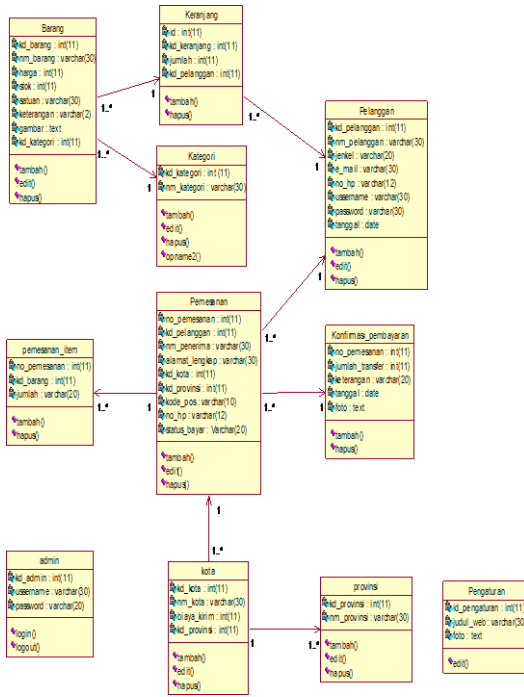 Barang
kd_barang : int(11)
nm_barang : varchar(30)
harga : int(11)
stok : int(11)
satuan : varchar(30)
keterangan : varchar(2)
gambar : text
kd_kategori : int(11)
tambah()
edit()
hapus()
1..*
1..*
Keranjang
id : int(11)
kd_keranjang : int(11)
jumlah : int(11)
kd_pelanggan : int(11)
tambah()
hapus()
1
1..*
Kategori
kd_kategori : int (11)
nm_kategori : varchar(30)
tambah()
edit()
hapus()
opname2()
1
Pelanggan
kd_pelanggan : int(11)
nm_pelanggan : varchar(30)
jenkel : varchar(20)
e_mail : varchar(30)
no_hp : varchar(12)
ussername : varchar(30)
password : varchar(30)
tanggal : date
tambah()
edit()
hapus()
1
1
Pemesanan
no_pemesanan : int(11)
kd_pelanggan : int(11)
nm_penerima : varchar(30)
alamat_lengkap : varchar(30)
kd_kota : int(11)
kd_provinsi : int(11)
kode_pos : varchar(10)
no_hp : varchar(12)
status_bayar : Varchar(20)
tambah()
edit()
hapus()
1..*
1
1..*
1
pemesanan_item
no_pemesanan : int(11)
kd_barang : int(11)
jumlah : varchar(20)
tambah()
hapus()
1..*
Konfirmasi_pembayaran
no_pemesanan : int(11)
jumlah_transfer : int(11)
keterangan : varchar(20)
tanggal : date
foto : text
tambah()
hapus()
1
admin
kd_admin : int(11)
ussername : varchar(30)
password : varchar(20)
login()
logout()
1..*
kota
kd_kota : int(11)
nm_kota : varchar(30)
biaya_kirim : int(11)
kd_provinsi : int(11)
tambah()
edit()
hapus()
1
provinsi
kd_provinsi : int(11)
nm_provinsi : varchar(30)
tambah()
edit()
hapus()
1..*
Pengaturan
id_pengaturan : int(11)
judul_web : varchar(30)
foto : text
edit()